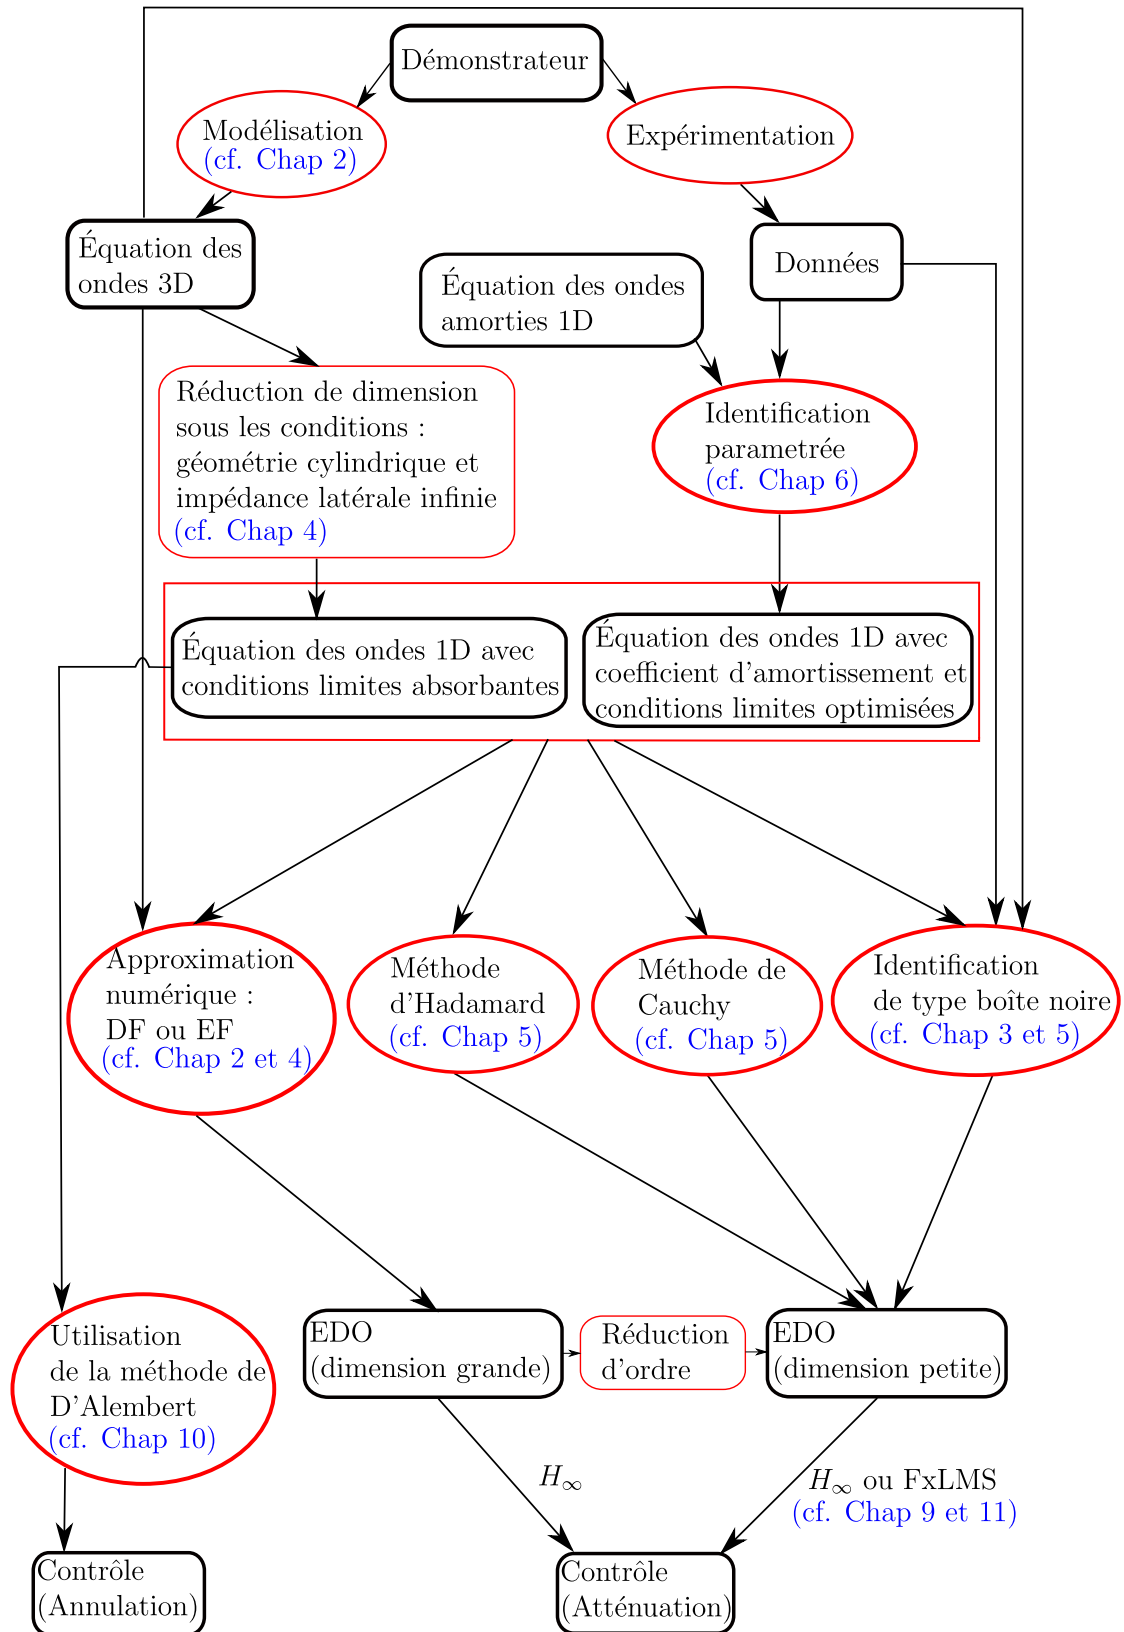 Démonstrateur
Modélisation
(cf. Chap 2)
Expérimentation
Équation des
ondes 3D
Données
Équation des ondes
amorties 1D
Réduction de dimension
sous les conditions :
géométrie cylindrique et
impédance latérale infinie
(cf. Chap 4)
Identification
parametrée
(cf. Chap 6)
Équation des ondes 1D avec
conditions limites absorbantes
Équation des ondes 1D avec
coefficient d'amortissement et
conditions limites optimisées
Approximation
numérique :
DF ou EF
(cf. Chap 2 et 4)
Méthode
d'Hadamard
(cf. Chap 5)
Méthode de
Cauchy
(cf. Chap 5)
Identification
de type boîte noire
(cf. Chap 3 et 5)
Utilisation
de la méthode de
D'Alembert
(cf. Chap 10)
EDO
(dimension grande)
Réduction
d'ordre
EDO
(dimension petite)
H∞
H∞ ou FxLMS
(cf. Chap 9 et 11)
Contrôle
(Annulation)
Contrôle
(Atténuation)